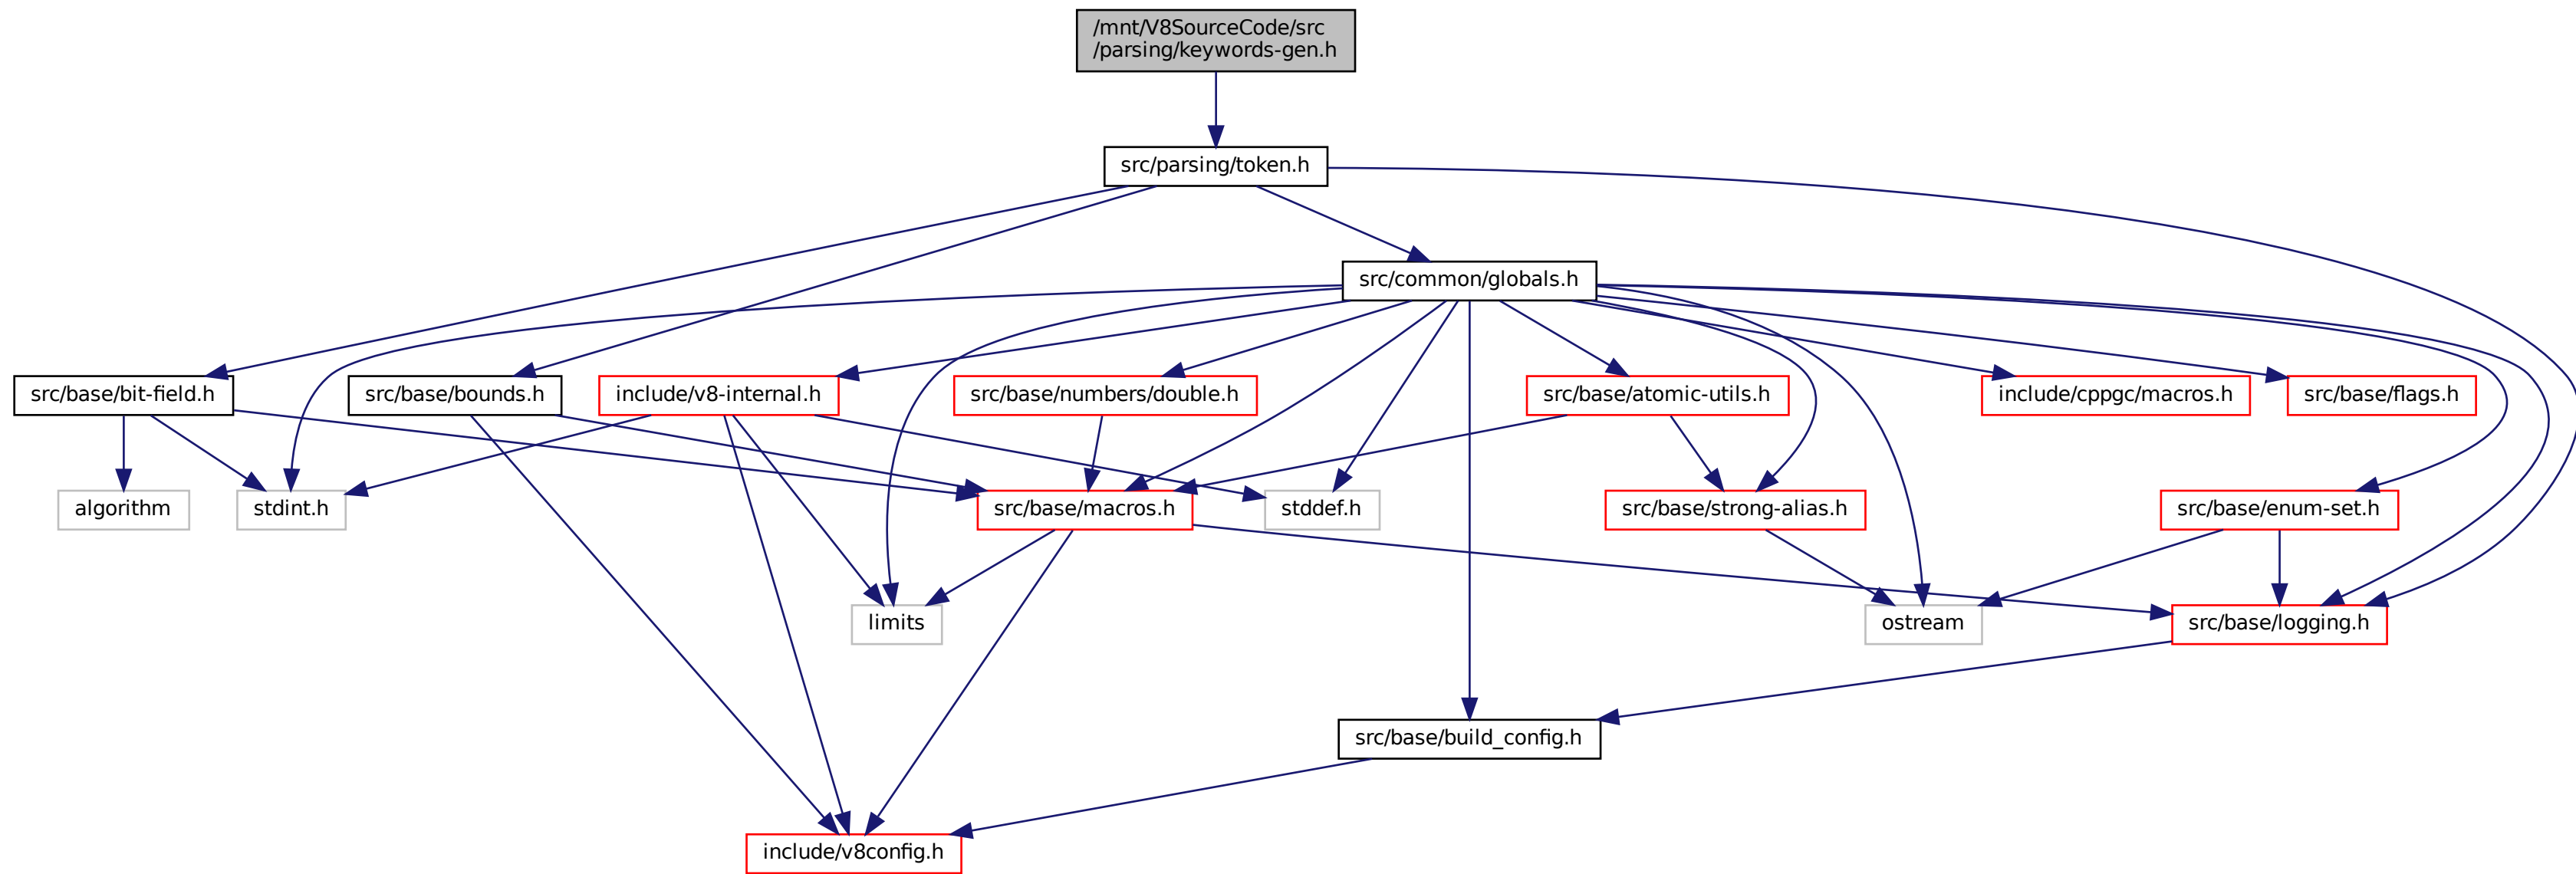 /mnt/V8SourceCode/src
/parsing/keywords-gen.h
src/parsing/token.h
src/common/globals.h
src/base/bit-field.h
src/base/bounds.h
include/v8-internal.h
src/base/numbers/double.h
src/base/atomic-utils.h
include/cppgc/macros.h
src/base/flags.h
algorithm
stdint.h
src/base/macros.h
stddef.h
src/base/strong-alias.h
src/base/enum-set.h
limits
ostream
src/base/logging.h
src/base/build_config.h
include/v8config.h